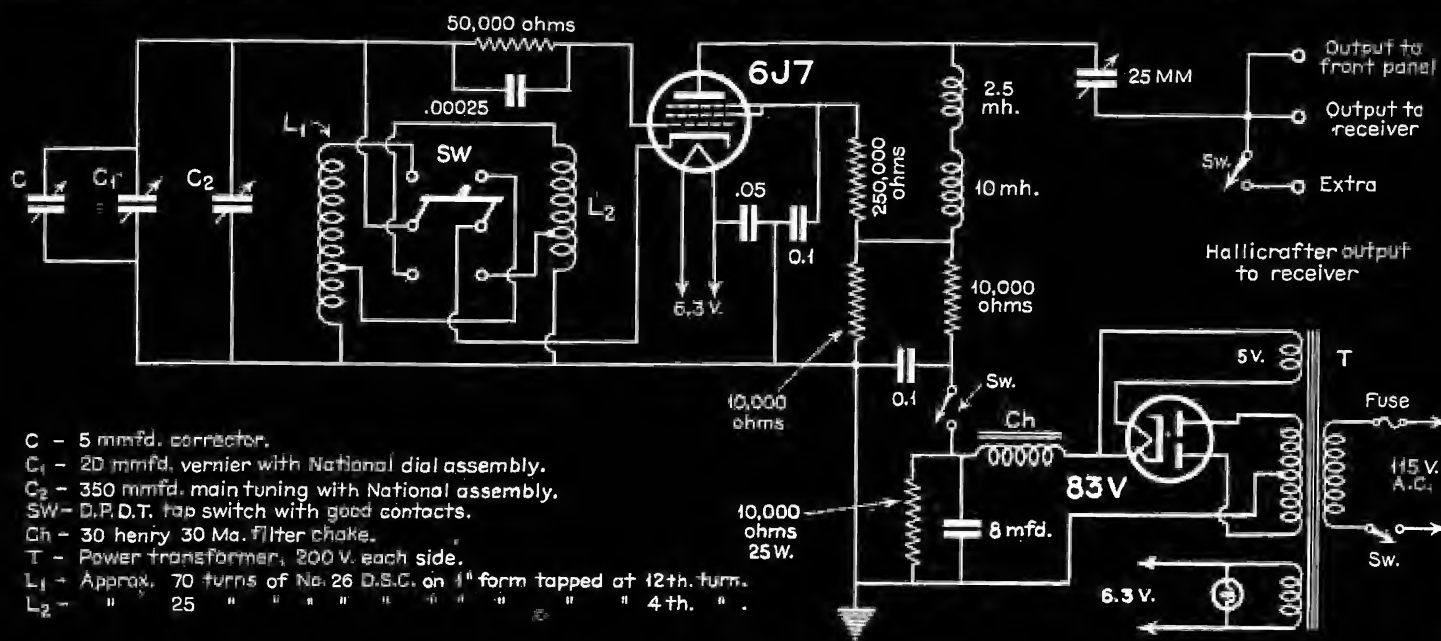 50,000 ohms
.00025
6J7
L₁
SW
L₂
C
C₁
C₂
.05
0.1
6.3 V.
250,000
ohms
2.5
mh.
10 mh.
25 MM
Output to
front panel
Output to
receiver
Sw.
Extra
Hallicrafter output
to receiver
10,000
ohms
10,000
ohms
0.1
Sw.
Ch
5 V.
T
Fuse
115 V.
A.C.
Sw.
83V
10,000
ohms
25 W.
8 mfd.
6.3 V.
C - 5 mmfd. corrector.
C₁ - 20 mmfd. vernier with National dial assembly.
C₂ - 350 mmfd. main tuning with National assembly.
SW - D.P.D.T. tap switch with good contacts.
Ch - 30 henry 30 Ma. filter choke.
T - Power transformer, 200 V. each side.
L₁ - Approx. 70 turns of No. 26 D.S.C. on 1" form tapped at 12th. turn.
L₂ - " 25 " " " " " " " " " " 4th. " .